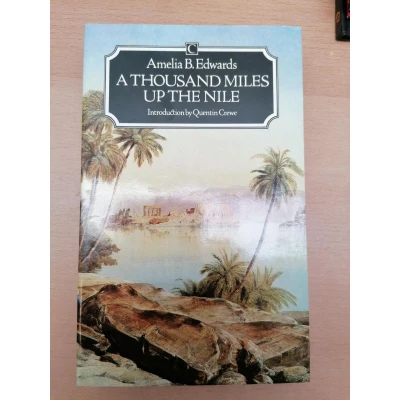 C
Amelia B. Edwards
A THOUSAND MILES
UP THE NILE
Introduction by Quentin Crewe